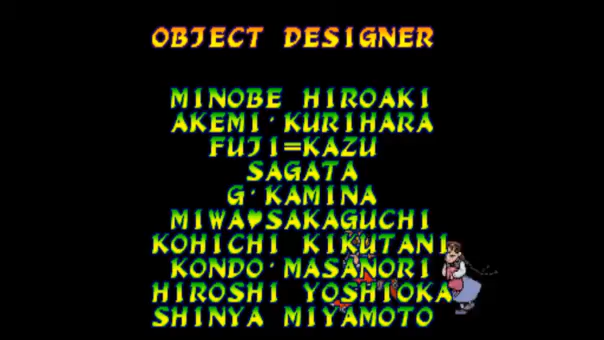 OBJECT DESIGNER
MINOBE HIROAKI
AKEMI·KURIHARA
FUJI=KAZU
SAGATA
G·KAMINA
MIWA♥SAKAGUCHI
KOHICHI KIKUTANI
KONDO·MASANORI
HIROSHI YOSHIOKA
SHINYA MIYAMOTO